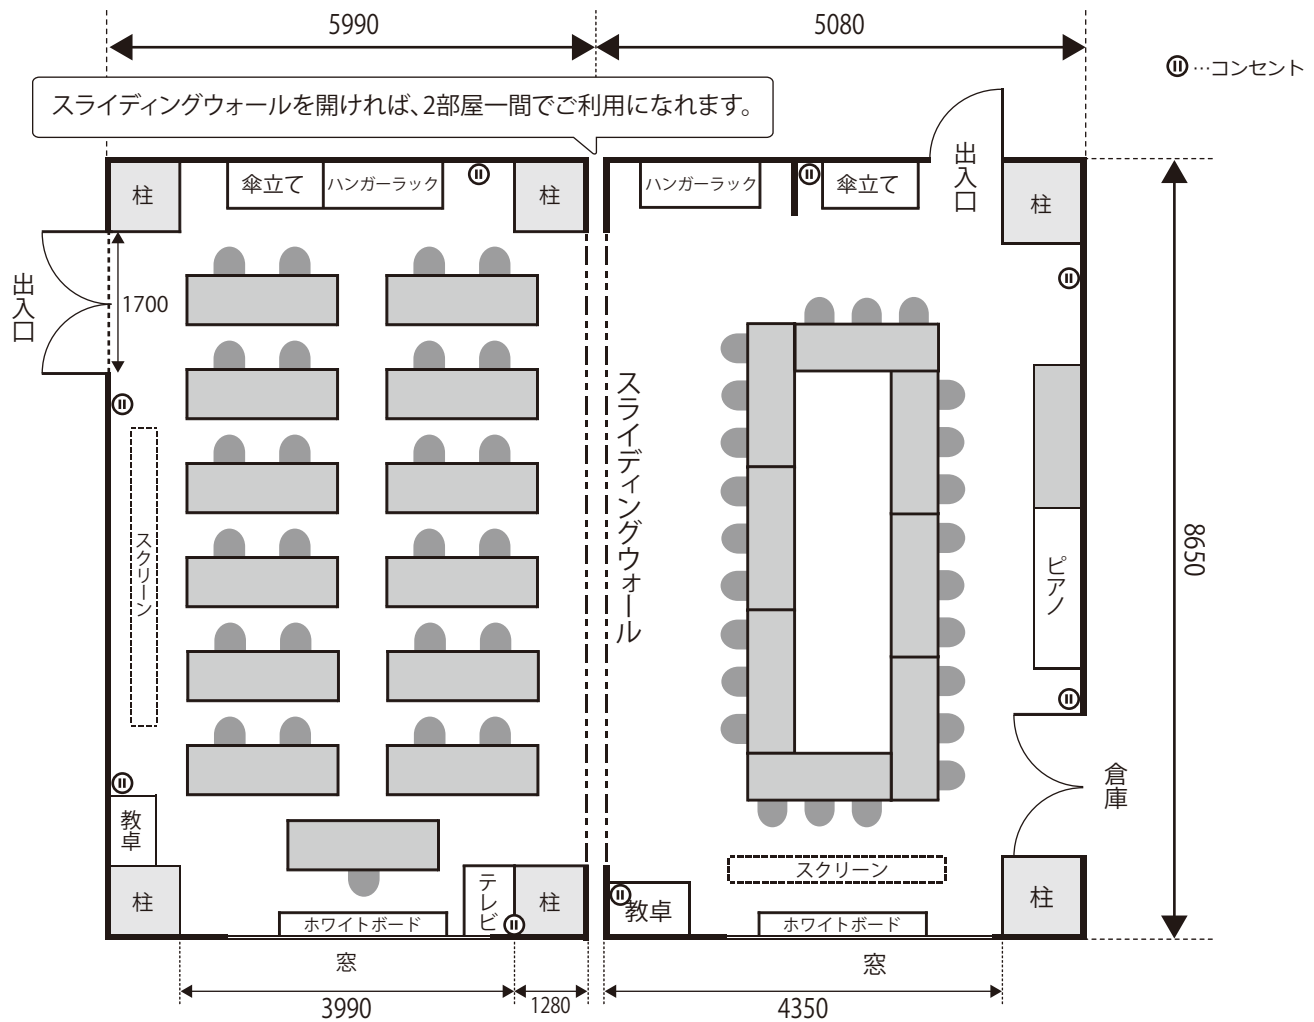 5990
5080
…コンセント
スライディングウォールを開ければ、2部屋一間でご利用になれます。
柱
傘立て
ハンガーラック
柱
ハンガーラック
傘立て
出入口
柱
出入口
1700
スクリーン
スライディングウォール
ピアノ
8650
倉庫
教卓
柱
テレビ
柱
ホワイトボード
スクリーン
教卓
ホワイトボード
柱
窓
窓
3990
1280
4350